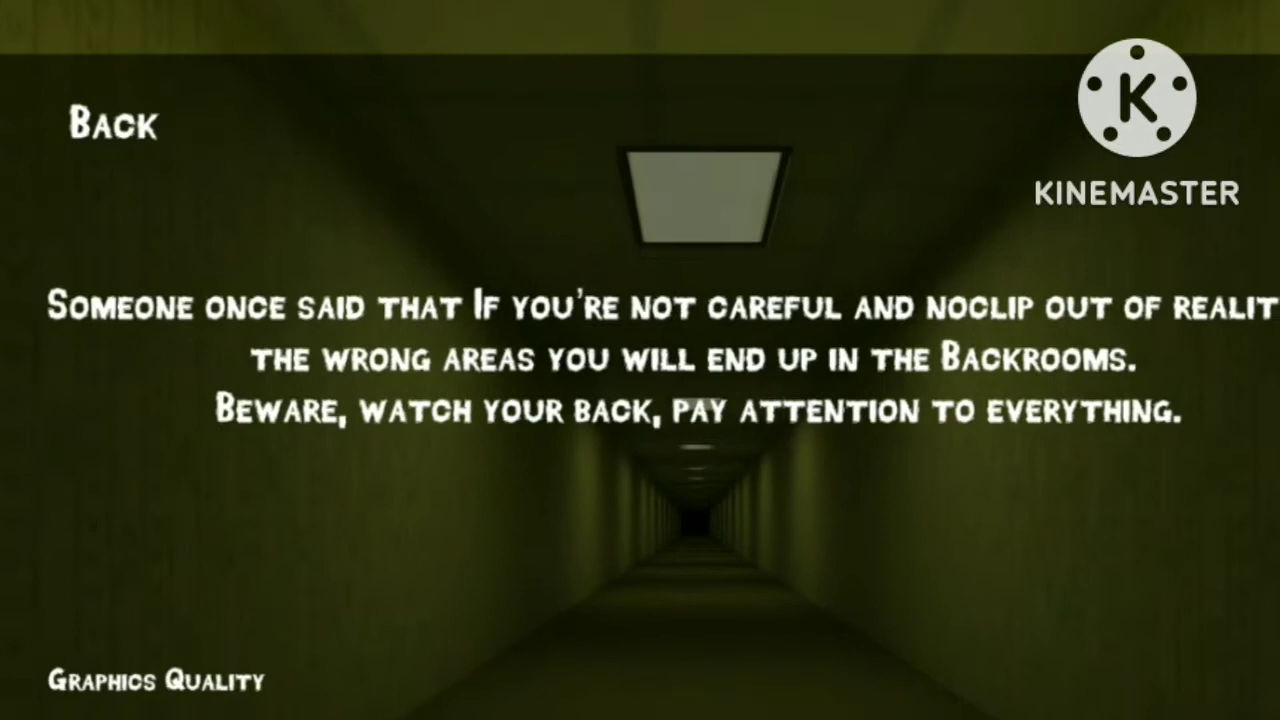 Back
K
KINEMASTER
Someone once said that If you're not careful and noclip out of realit
the wrong areas you will end up in the Backrooms.
Beware, watch your back, pay attention to everything.
Graphics Quality